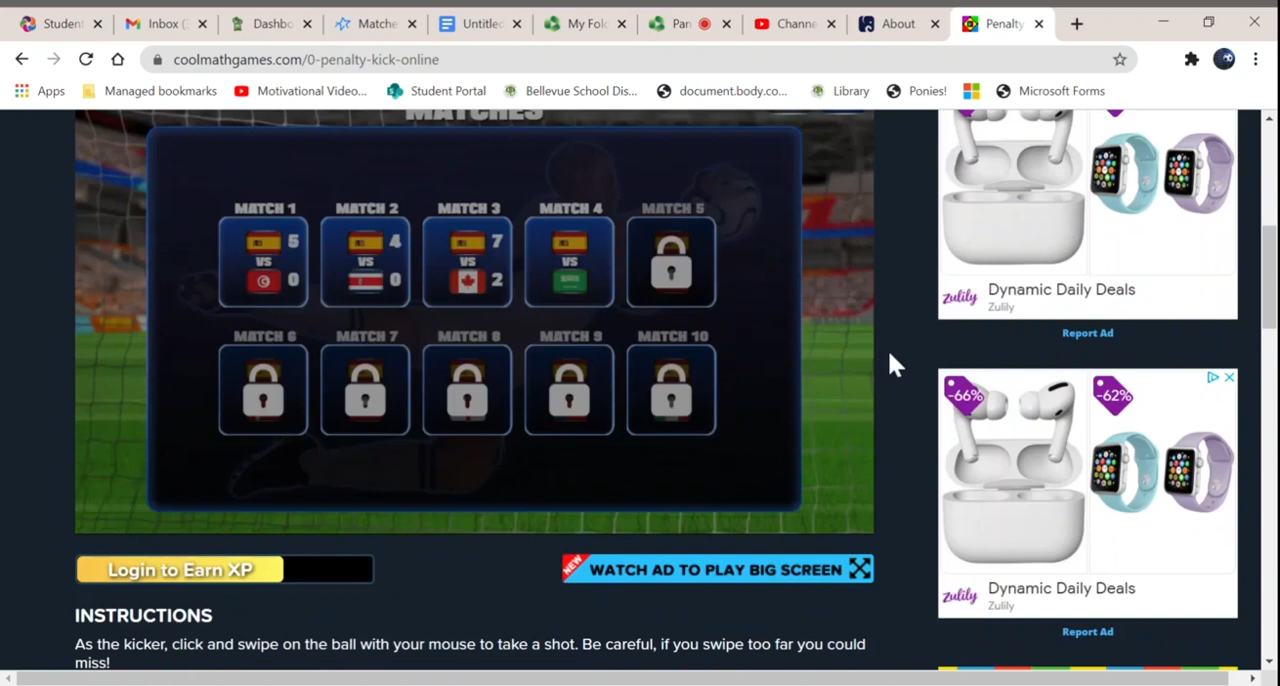 Student
Inbox (
Dashbo
Matche
Untitle
My Fol
Pan
Channe
About
Penalty
coolmathgames.com/0-penalty-kick-online
Apps
Managed bookmarks
Motivational Video...
Student Portal
Bellevue School Dis...
document.body.co...
Library
Ponies!
Microsoft Forms
MATCHES
MATCH 1
MATCH 2
MATCH 3
MATCH 4
MATCH 5
5
4
7
VS
VS
VS
VS
0
0
2
MATCH 6
MATCH 7
MATCH 8
MATCH 9
MATCH 10
Login to Earn XP
NEW
WATCH AD TO PLAY BIG SCREEN
INSTRUCTIONS
As the kicker, click and swipe on the ball with your mouse to take a shot. Be careful, if you swipe too far you could
miss!
zulily
Dynamic Daily Deals
Zulily
Report Ad
-66%
-62%
zulily
Dynamic Daily Deals
Zulily
Report Ad